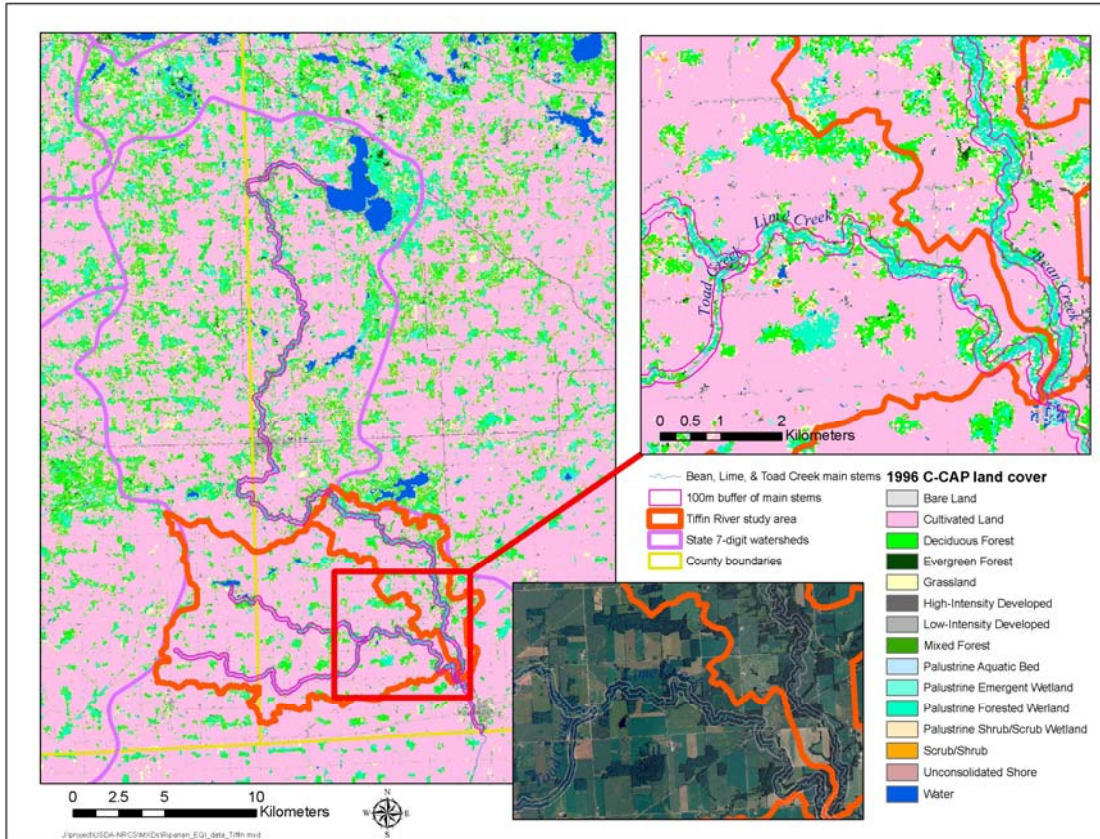 Lime Creek
Toad Creek
Bean Creek
0 0.5 1 2
Kilometers
Bean, Lime, & Toad Creek main stems
100m buffer of main stems
Tiffin River study area
State 7-digit watersheds
County boundaries
1996 C-CAP land cover
Bare Land
Cultivated Land
Deciduous Forest
Evergreen Forest
Grassland
High-Intensity Developed
Low-Intensity Developed
Mixed Forest
Palustrine Aquatic Bed
Palustrine Emergent Wetland
Palustrine Forested Werland
Palustrine Shrub/Scrub Wetland
Scrub/Shrub
Unconsolidated Shore
Water
0 2.5 5 10
Kilometers
N
W E
S